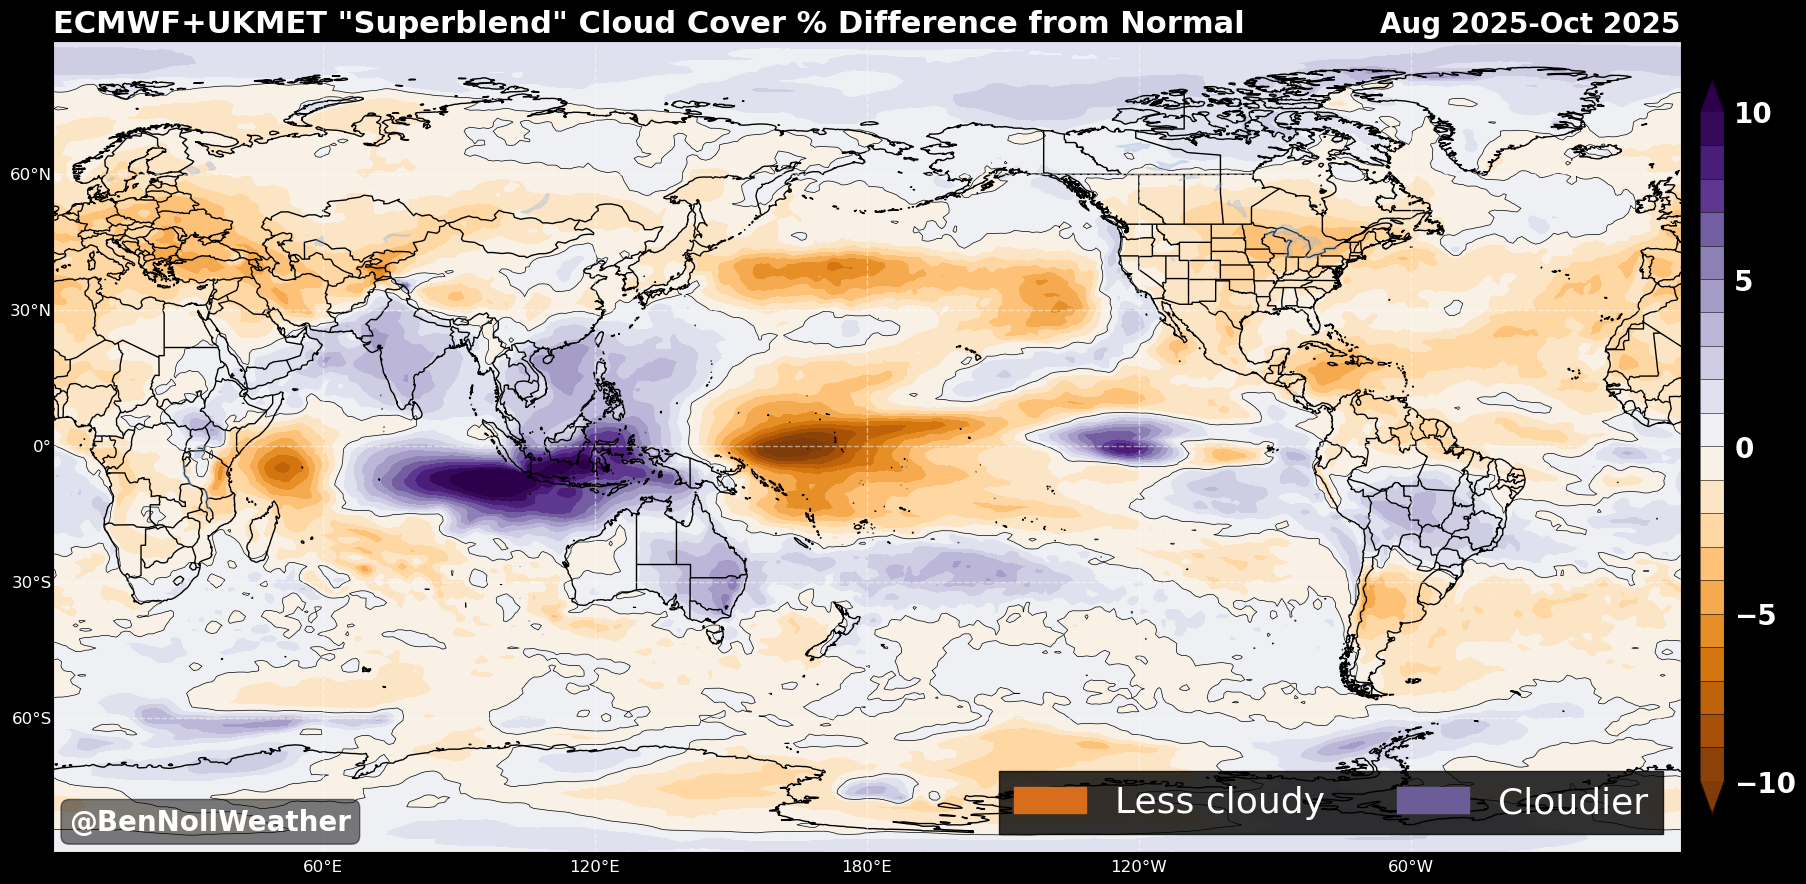 ECMWF+UKMET "Superblend" Cloud Cover % Difference from Normal
Aug 2025-Oct 2025
60°N
30°N
0°
30°S
60°S
60°E
120°E
180°E
120°W
60°W
10
5
0
−5
−10
@BenNollWeather
Less cloudy
Cloudier